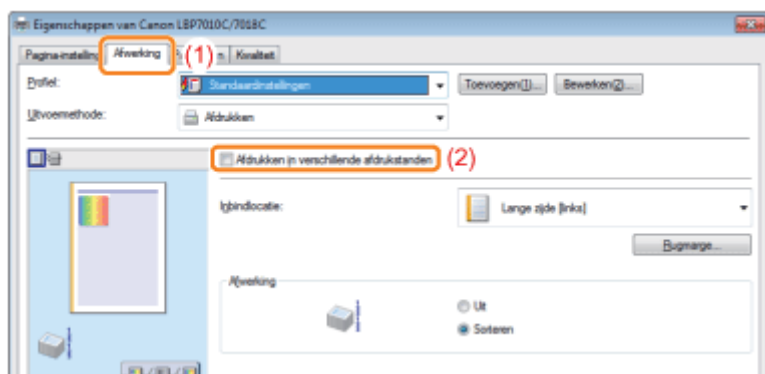 Eigenschappen van Canon LBP7010C/7018C
Pagina-instelling Afwerking (1) n Kwaliteit
Profiel: Standaardinstellingen Toevoegen(1)... Bewerken(2)...
Uitvoermethode: Afdrukken
Afdrukken in verschillende afdrukstanden (2)
Inbindlocatie: Lange zijde [links]
Rugmarge...
Afwerking
Uit
Sorteren